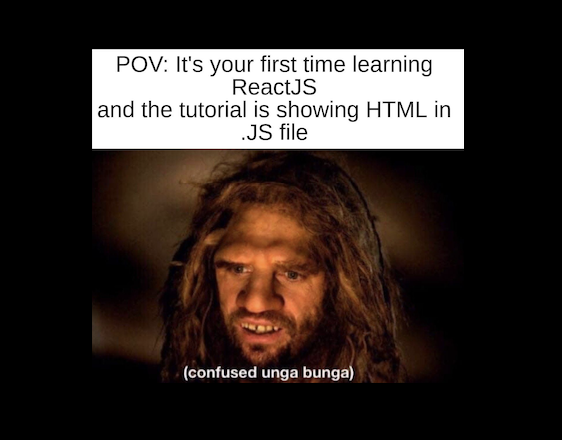 POV: It's your first time learning
ReactJS
and the tutorial is showing HTML in
.JS file
(confused unga bunga)